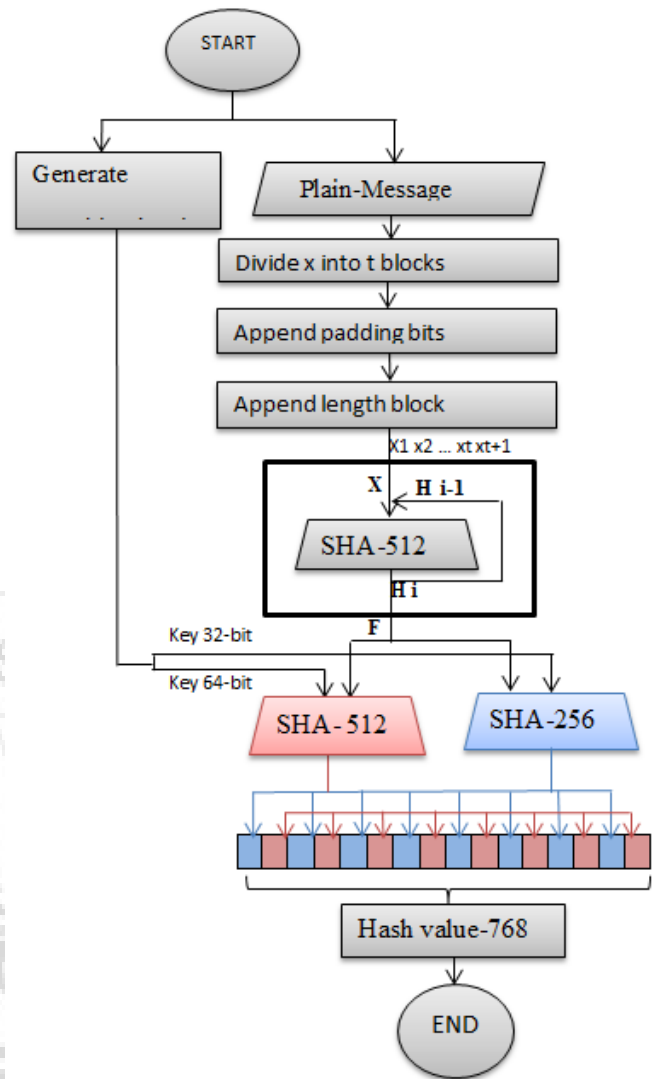 START
Generate
Plain-Message
Divide x into t blocks
Append padding bits
Append length block
X1 x2 ... xt xt+1
X
H i-1
SHA-512
H i
F
Key 32-bit
Key 64-bit
SHA- 512
SHA-256
Hash value-768
END